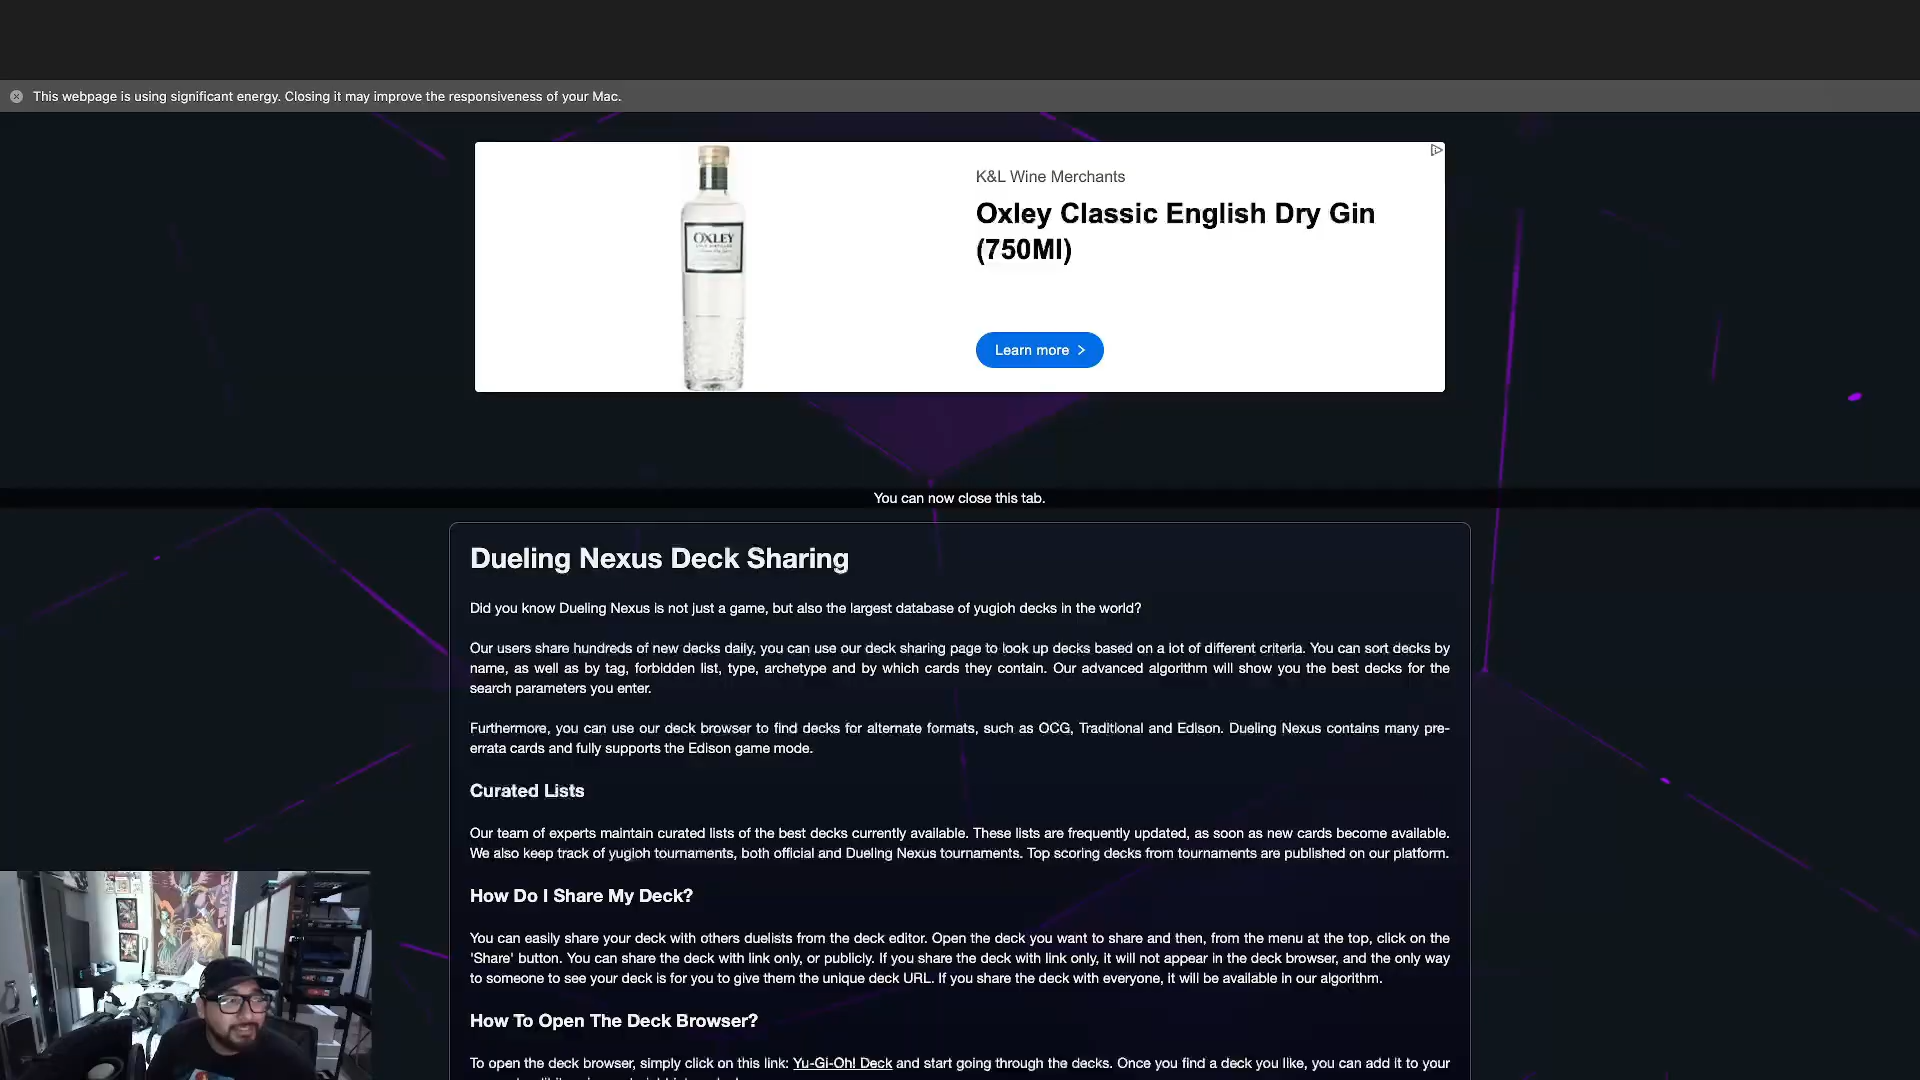 This webpage is using significant energy. Closing it may improve the responsiveness of your Mac.
K&L Wine Merchants
Oxley Classic English Dry Gin
(750Ml)
OXLEY
Learn more >
You can now close this tab.
Dueling Nexus Deck Sharing
Did you know Dueling Nexus is not just a game, but also the largest database of yugioh decks in the world?
Our users share hundreds of new decks daily, you can use our deck sharing page to look up decks based on a lot of different criteria. You can sort decks by
name, as well as by tag, forbidden list, type, archetype and by which cards they contain. Our advanced algorithm will show you the best decks for the
search parameters you enter.
Furthermore, you can use our deck browser to find decks for alternate formats, such as OCG, Traditional and Edison. Dueling Nexus contains many pre-
errata cards and fully supports the Edison game mode.
Curated Lists
Our team of experts maintain curated lists of the best decks currently available. These lists are frequently updated, as soon as new cards become available.
We also keep track of yugioh tournaments, both official and Dueling Nexus tournaments. Top scoring decks from tournaments are published on our platform.
How Do I Share My Deck?
You can easily share your deck with others duelists from the deck editor. Open the deck you want to share and then, from the menu at the top, click on the
'Share' button. You can share the deck with link only, or publicly. If you share the deck with link only, it will not appear in the deck browser, and the only way
to someone to see your deck is for you to give them the unique deck URL. If you share the deck with everyone, it will be available in our algorithm.
How To Open The Deck Browser?
To open the deck browser, simply click on this link: Yu-Gi-Oh! Deck and start going through the decks. Once you find a deck you like, you can add it to your